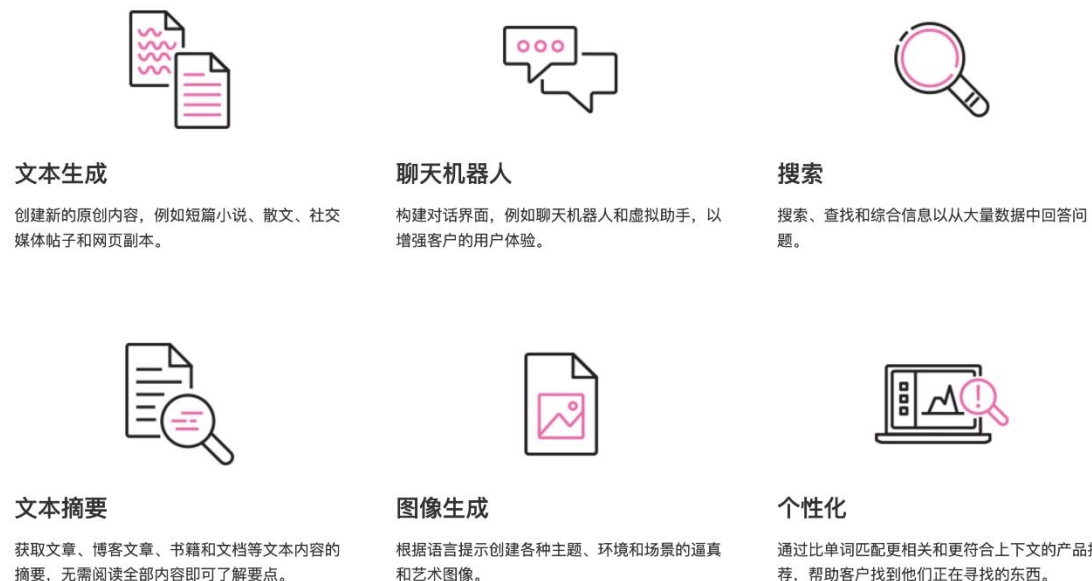 文本生成
创建新的原创内容，例如短篇小说、散文、社交
媒体帖子和网页副本。
聊天机器人
构建对话界面，例如聊天机器人和虚拟助手，以
增强客户的用户体验。
搜索
搜索、查找和综合信息以从大量数据中回答问
题。
文本摘要
获取文章、博客文章、书籍和文档等文本内容的
摘要，无需阅读全部内容即可了解要点。
图像生成
根据语言提示创建各种主题、环境和场景的逼真
和艺术图像。
个性化
通过比单词匹配更相关和更符合上下文的产品
荐，帮助客户找到他们正在寻找的东西。